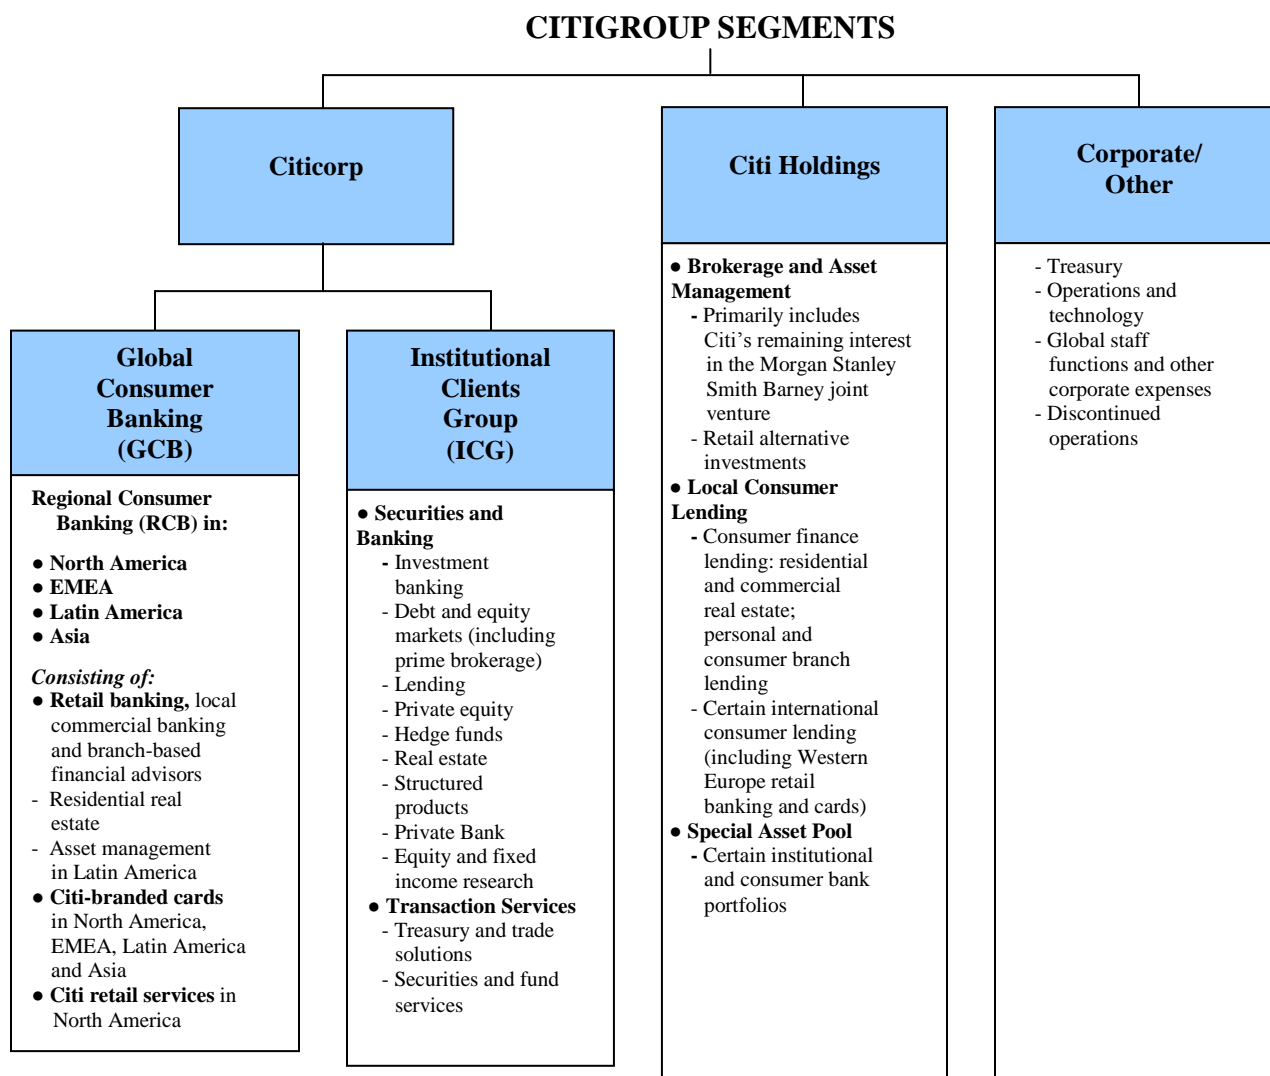 CITIGROUP SEGMENTS
Citicorp
Citi Holdings
Corporate/
Other
Global
Consumer
Banking
(GCB)
Institutional
Clients
Group
(ICG)
Regional Consumer
Banking (RCB) in:
● North America
● EMEA
● Latin America
● Asia
Consisting of:
● Retail banking, local
commercial banking
and branch-based
financial advisors
- Residential real
estate
- Asset management
in Latin America
● Citi-branded cards
in North America,
EMEA, Latin America
and Asia
● Citi retail services in
North America
● Securities and
Banking
- Investment
banking
- Debt and equity
markets (including
prime brokerage)
- Lending
- Private equity
- Hedge funds
- Real estate
- Structured
products
- Private Bank
- Equity and fixed
income research
● Transaction Services
- Treasury and trade
solutions
- Securities and fund
services
● Brokerage and Asset
Management
- Primarily includes
Citi’s remaining interest
in the Morgan Stanley
Smith Barney joint
venture
- Retail alternative
investments
● Local Consumer
Lending
- Consumer finance
lending: residential
and commercial
real estate;
personal and
consumer branch
lending
- Certain international
consumer lending
(including Western
Europe retail
banking and cards)
● Special Asset Pool
- Certain institutional
and consumer bank
portfolios
- Treasury
- Operations and
technology
- Global staff
functions and other
corporate expenses
- Discontinued
operations